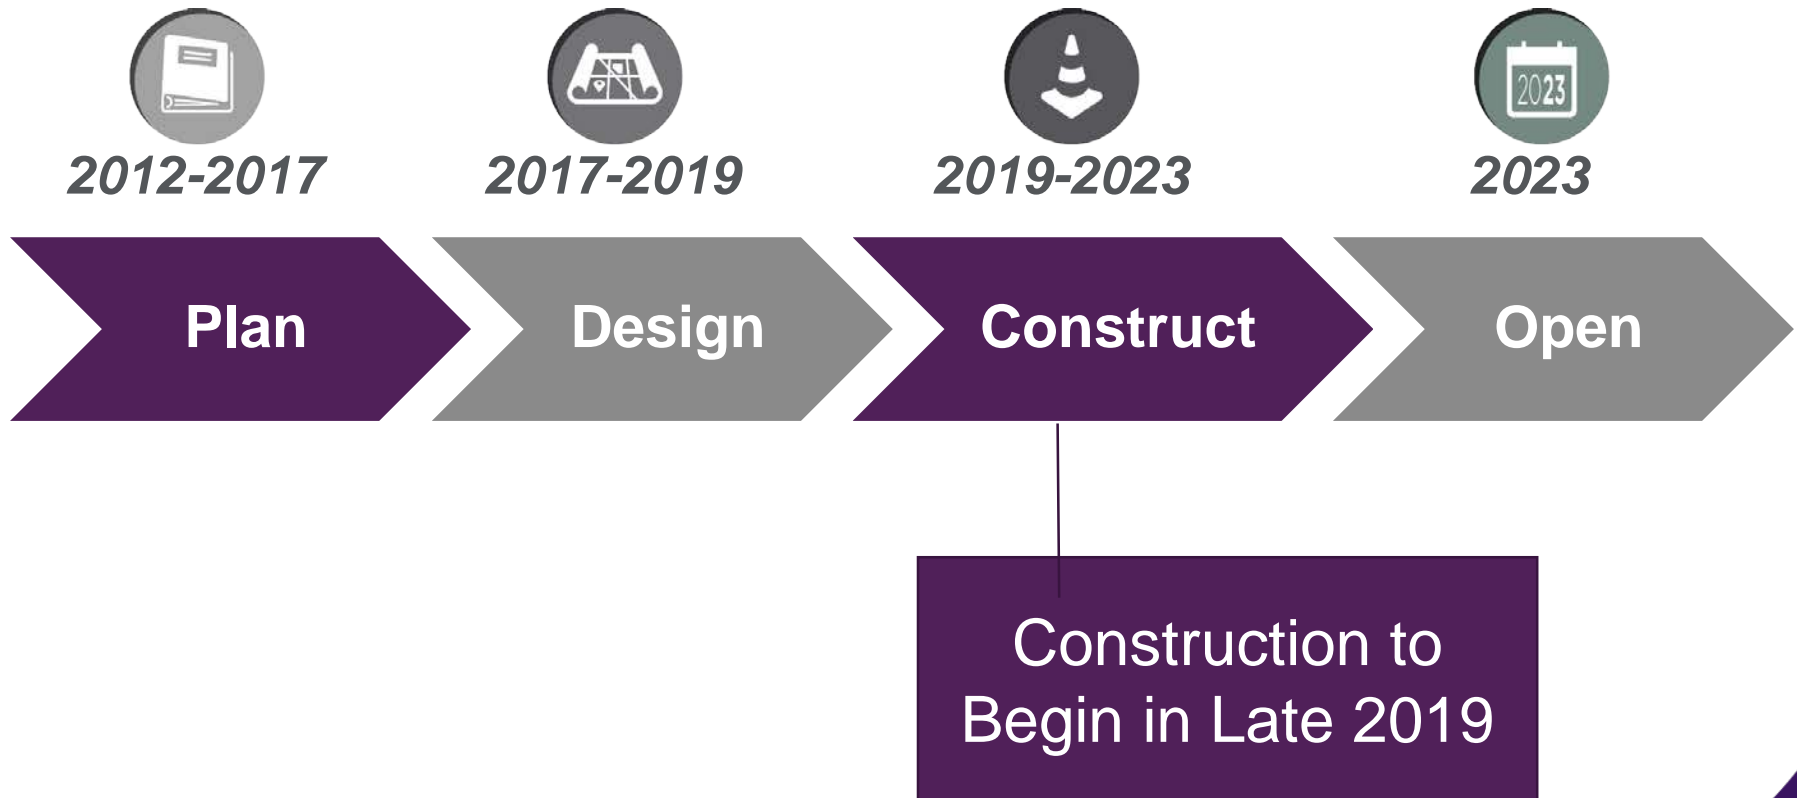 2023
2012-2017
2017-2019
2019-2023
2023
Plan
Design
Construct
Open
Construction to
Begin in Late 2019